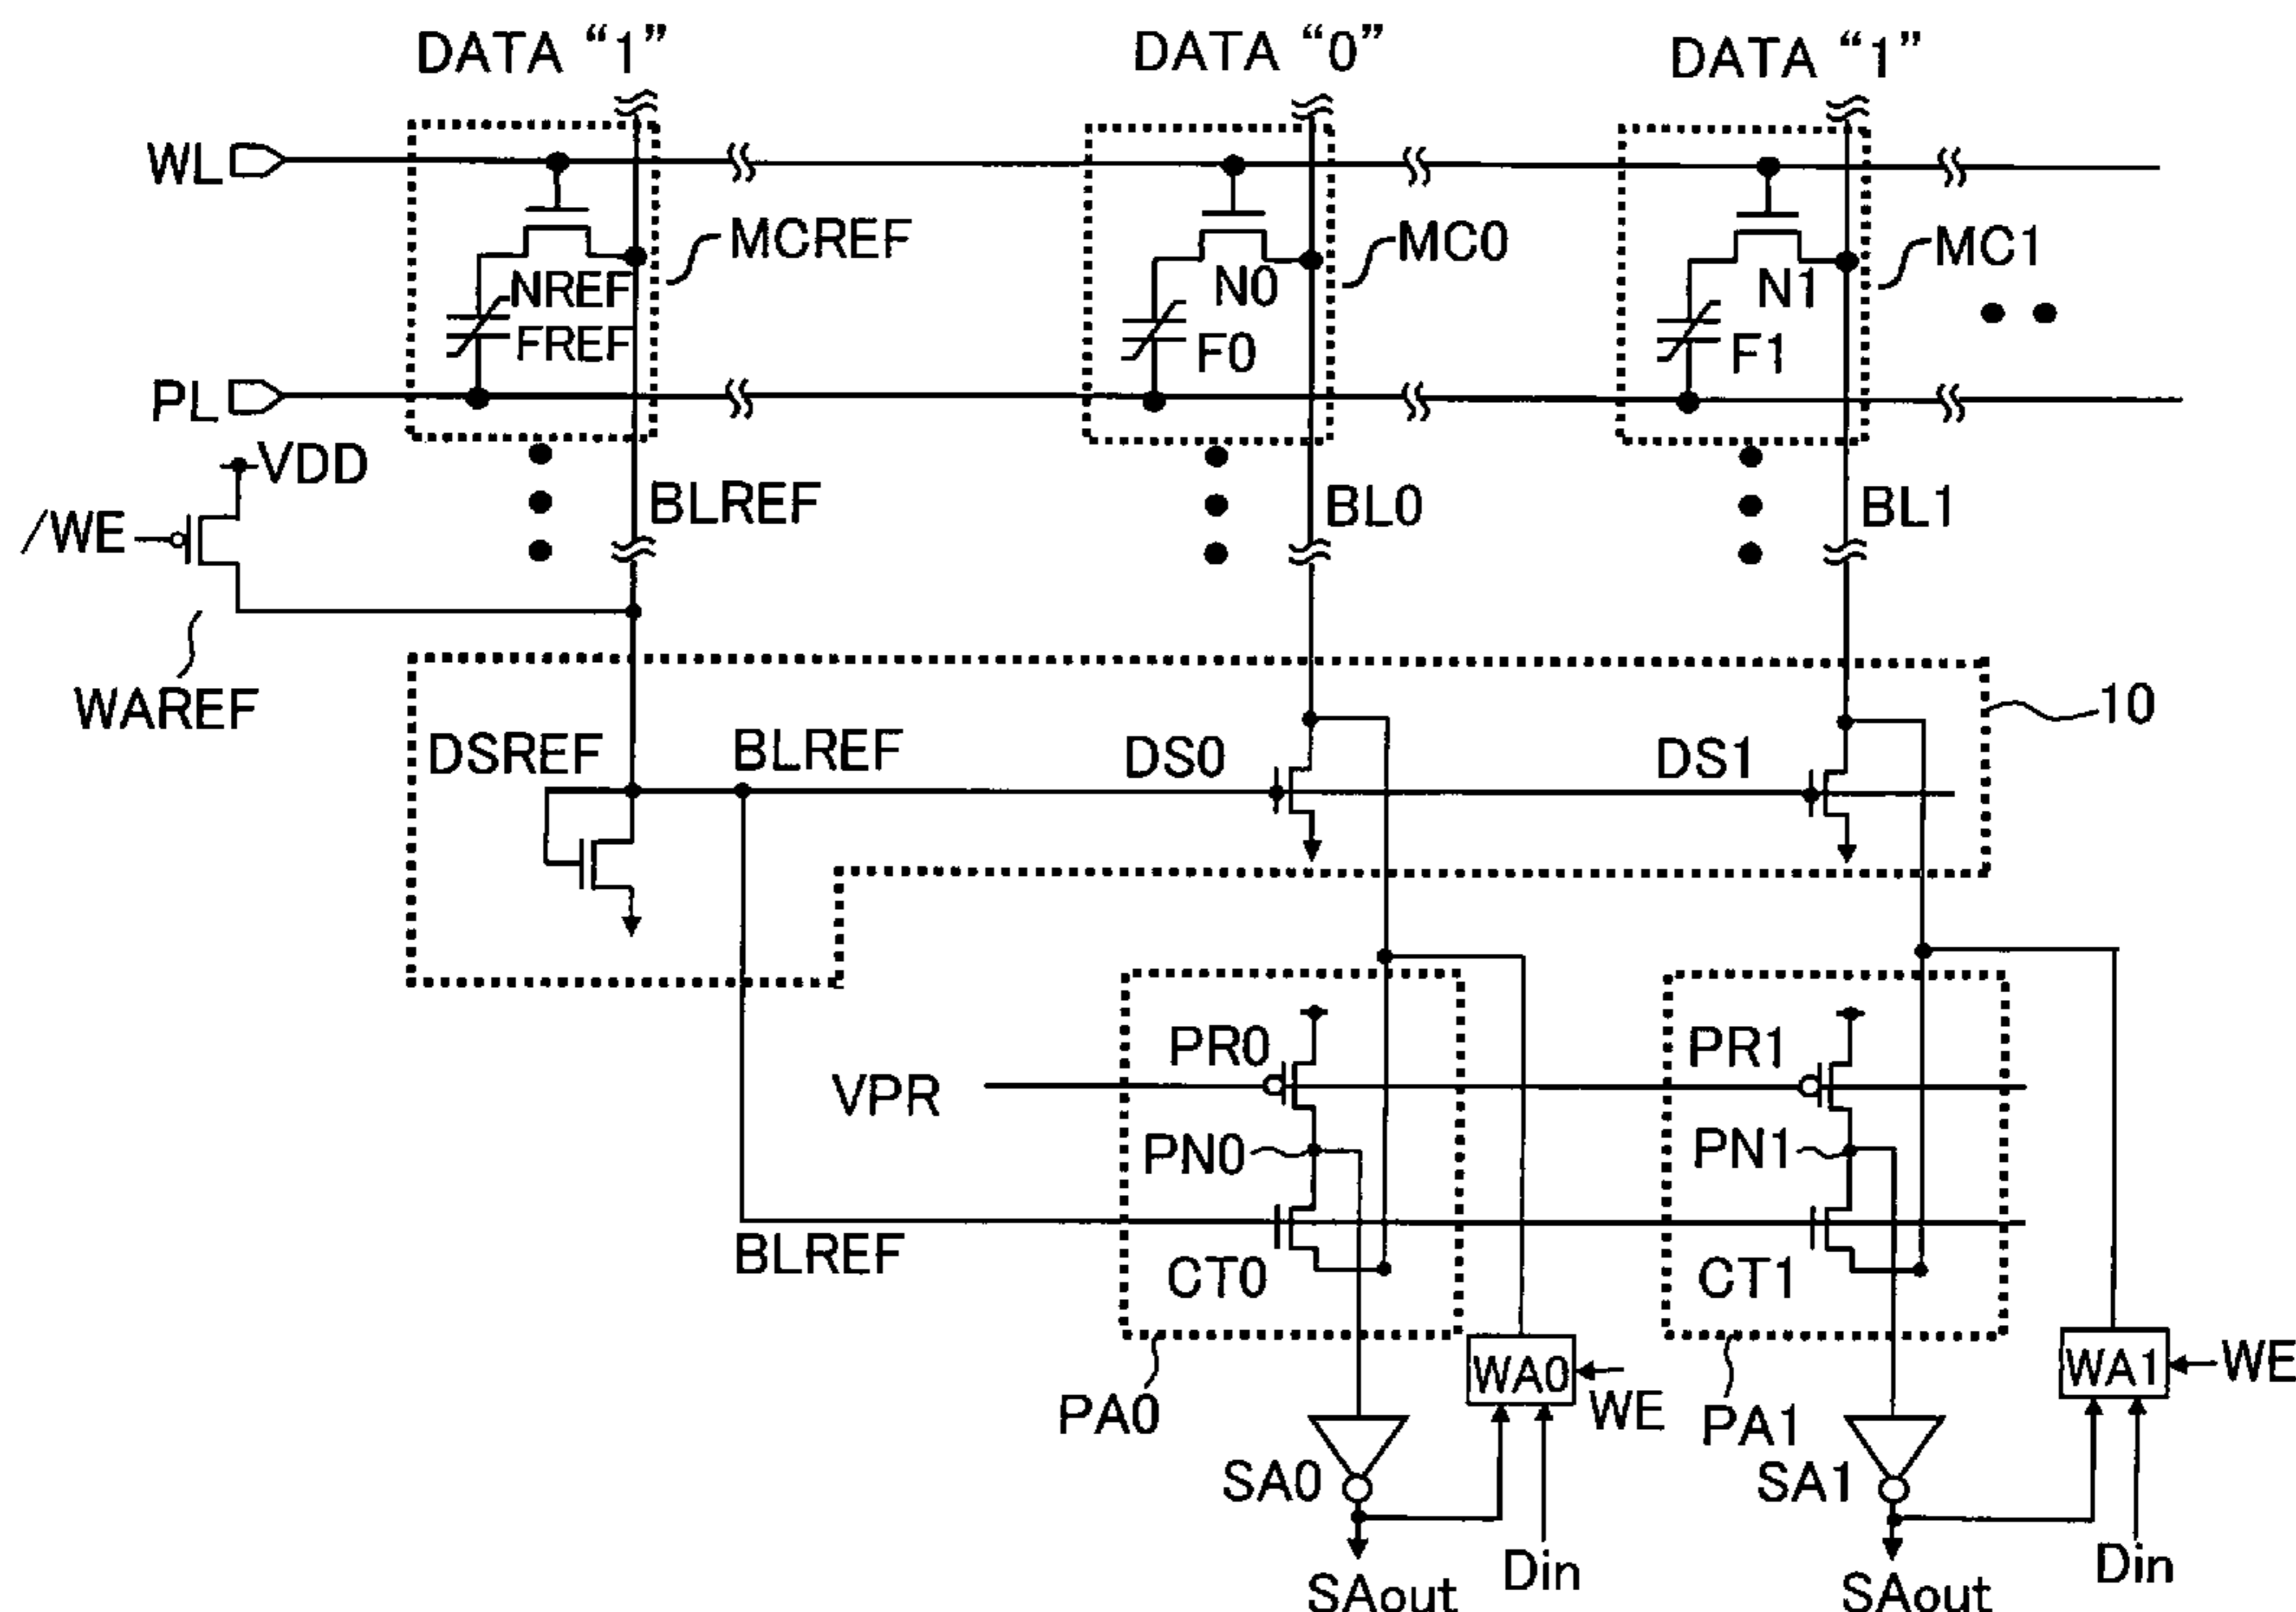 DATA “1” DATA “0” DATA “1”
WL
MCREF MC0 MC1
NREF N0 N1
FREF F0 F1
PL
VDD
/WE
BLREF BL0 BL1
WAREF
10
DSREF BLREF DS0 DS1
PR0 PR1
VPR
PN0 PN1
BLREF CT0 CT1
WA0 WE WA1 WE
PA0 PA1
SA0 SA1
Din Din
SAout SAout